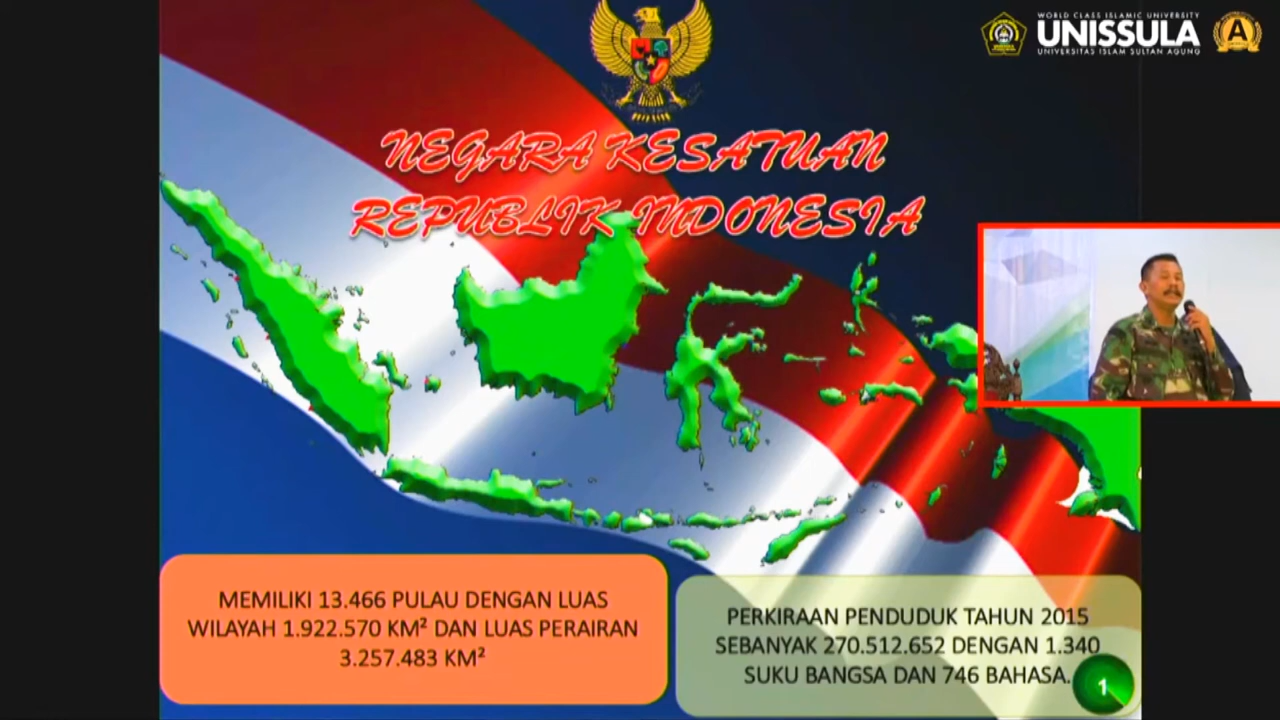 WORLD CLASS ISLAMIC UNIVERSITY
UNISSULA
UNIVERSITAS ISLAM SULTAN AGUNG
A
NEGARA KESATUAN
REPUBLIK INDONESIA
MEMILIKI 13.466 PULAU DENGAN LUAS
WILAYAH 1.922.570 KM² DAN LUAS PERAIRAN
3.257.483 KM²
PERKIRAAN PENDUDUK TAHUN 2015
SEBANYAK 270.512.652 DENGAN 1.340
SUKU BANGSA DAN 746 BAHASA.
1